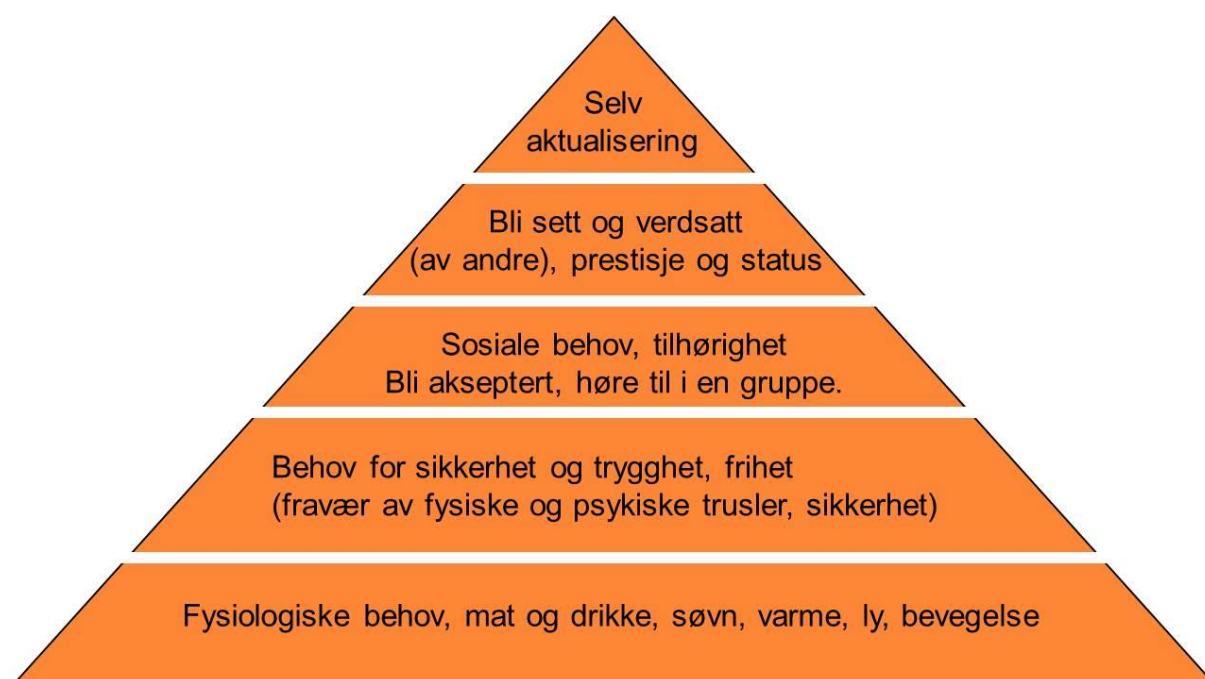 Selv
aktualisering
Bli sett og verdsatt
(av andre), prestisje og status
Sosiale behov, tilhørighet
Bli akseptert, høre til i en gruppe.
Behov for sikkerhet og trygghet, frihet
(fravær av fysiske og psykiske trusler, sikkerhet)
Fysiologiske behov, mat og drikke, søvn, varme, ly, bevegelse